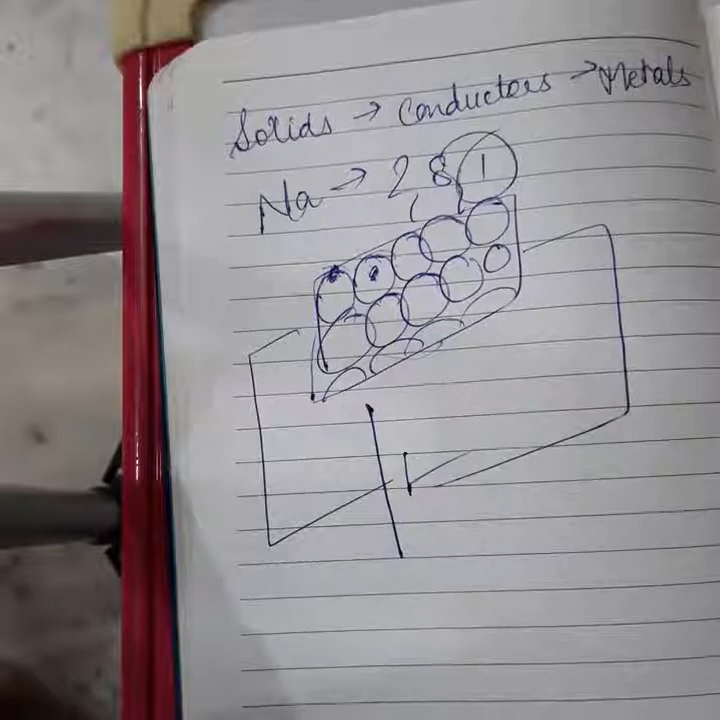 Solids → Conductors → Metals
Na → 2 8 1